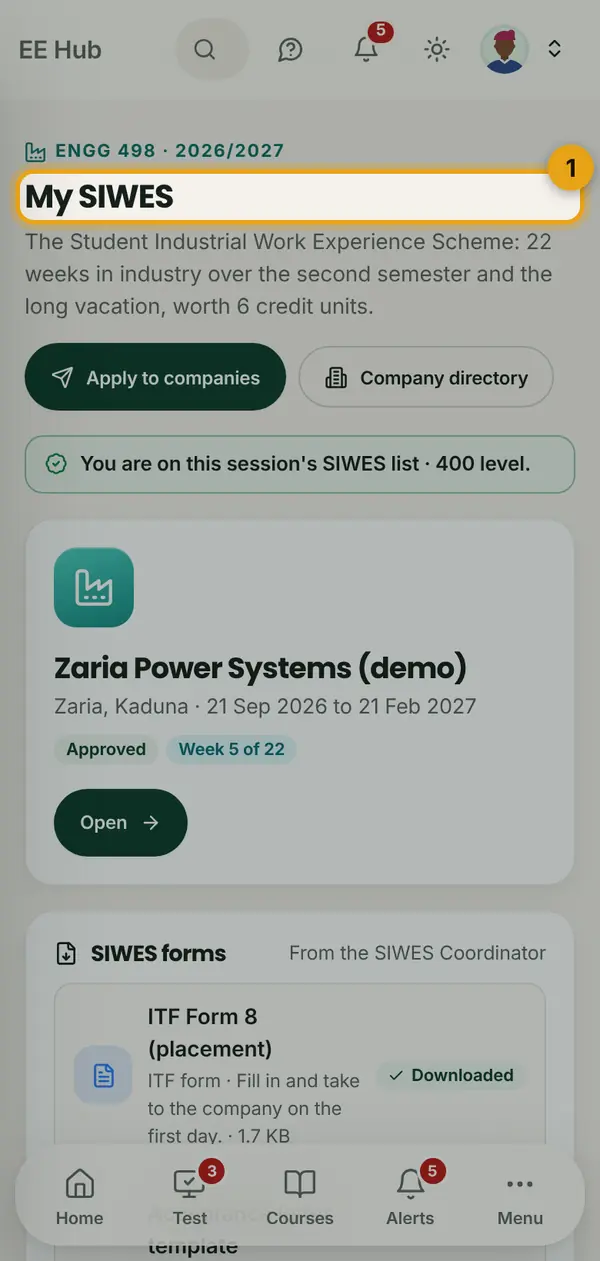 EE Hub
5
ENGG 498 · 2026/2027
1
My SIWES
The Student Industrial Work Experience Scheme: 22
weeks in industry over the second semester and the
long vacation, worth 6 credit units.
Apply to companies
Company directory
You are on this session's SIWES list · 400 level.
Zaria Power Systems (demo)
Zaria, Kaduna · 21 Sep 2026 to 21 Feb 2027
Approved
Week 5 of 22
Open
SIWES forms
From the SIWES Coordinator
ITF Form 8
(placement)
ITF form · Fill in and take
to the company on the
first day. · 1.7 KB
Downloaded
template
Home
3
Test
Courses
5
Alerts
Menu